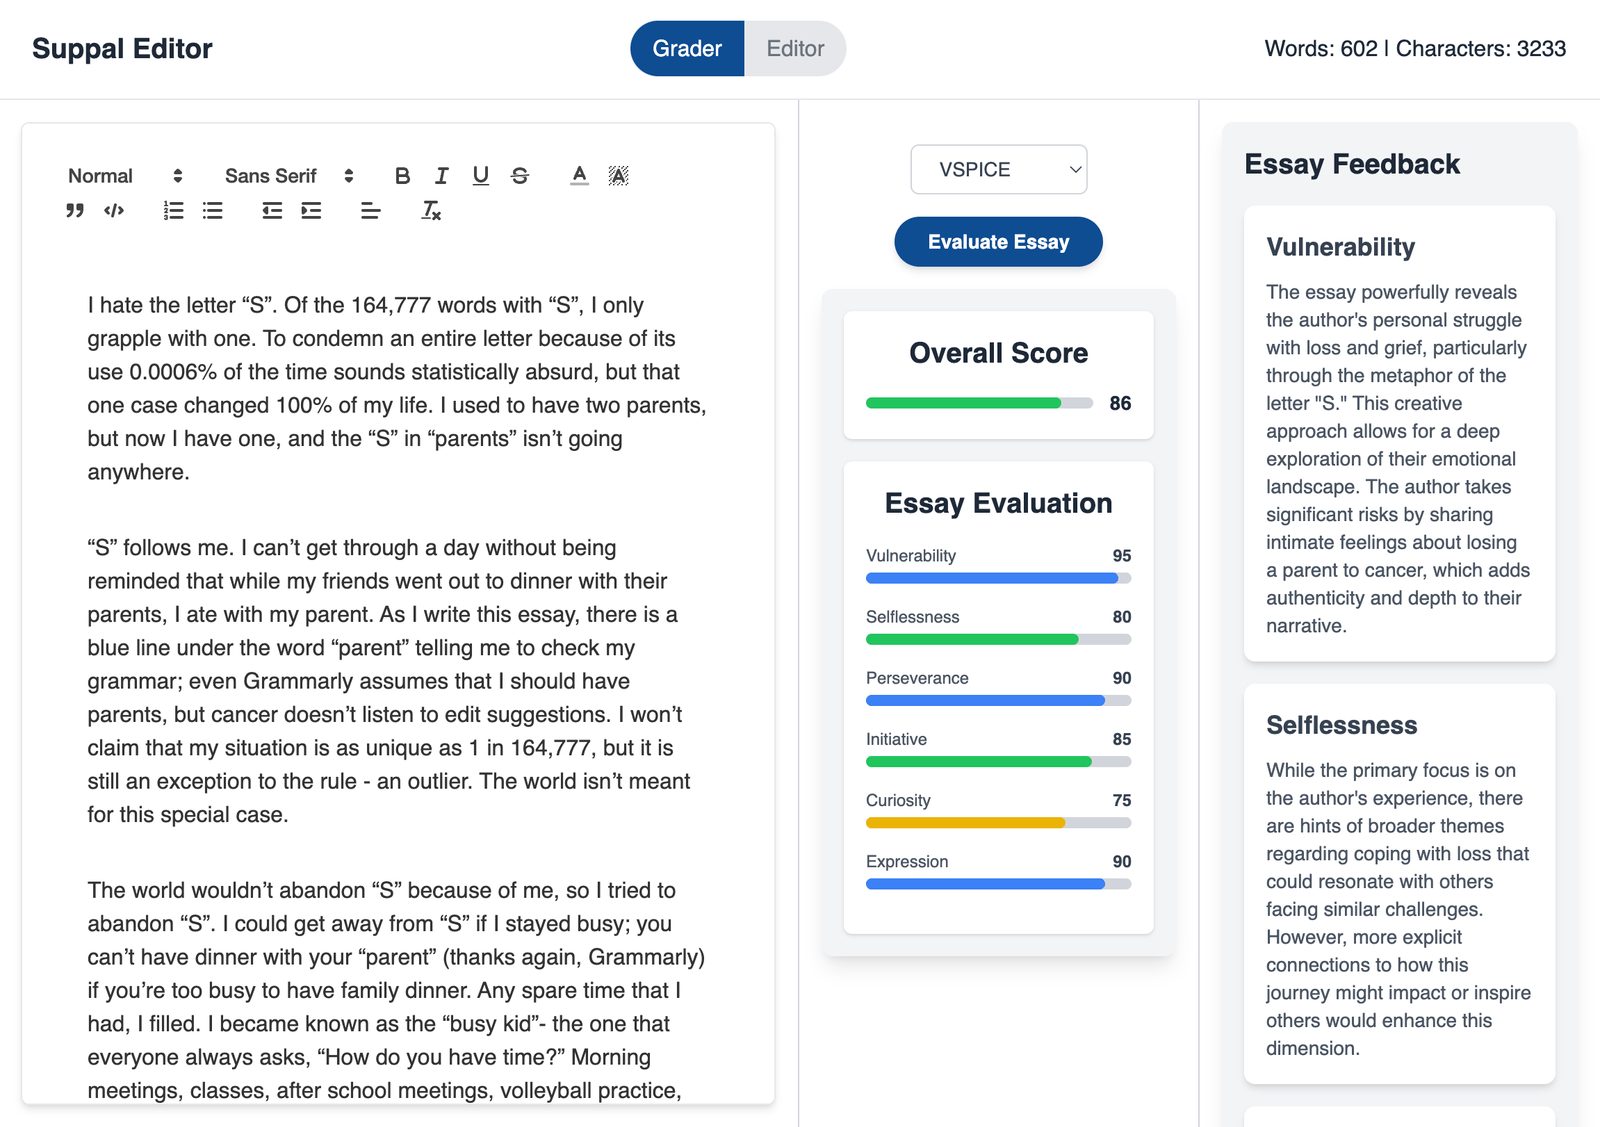 Suppal Editor
Grader
Editor
Words: 602 | Characters: 3233
Normal
Sans Serif
I hate the letter “S”. Of the 164,777 words with “S”, I only
grapple with one. To condemn an entire letter because of its
use 0.0006% of the time sounds statistically absurd, but that
one case changed 100% of my life. I used to have two parents,
but now I have one, and the “S” in “parents” isn’t going
anywhere.
“S” follows me. I can’t get through a day without being
reminded that while my friends went out to dinner with their
parents, I ate with my parent. As I write this essay, there is a
blue line under the word “parent” telling me to check my
grammar; even Grammarly assumes that I should have
parents, but cancer doesn’t listen to edit suggestions. I won’t
claim that my situation is as unique as 1 in 164,777, but it is
still an exception to the rule - an outlier. The world isn’t meant
for this special case.
The world wouldn’t abandon “S” because of me, so I tried to
abandon “S”. I could get away from “S” if I stayed busy; you
can’t have dinner with your “parent” (thanks again, Grammarly)
if you’re too busy to have family dinner. Any spare time that I
had, I filled. I became known as the “busy kid”- the one that
everyone always asks, “How do you have time?” Morning
meetings, classes, after school meetings, volleyball practice,
VSPICE
Evaluate Essay
Overall Score
86
Essay Evaluation
Vulnerability 95
Selflessness 80
Perseverance 90
Initiative 85
Curiosity 75
Expression 90
Essay Feedback
Vulnerability
The essay powerfully reveals
the author's personal struggle
with loss and grief, particularly
through the metaphor of the
letter "S." This creative
approach allows for a deep
exploration of their emotional
landscape. The author takes
significant risks by sharing
intimate feelings about losing
a parent to cancer, which adds
authenticity and depth to their
narrative.
Selflessness
While the primary focus is on
the author's experience, there
are hints of broader themes
regarding coping with loss that
could resonate with others
facing similar challenges.
However, more explicit
connections to how this
journey might impact or inspire
others would enhance this
dimension.